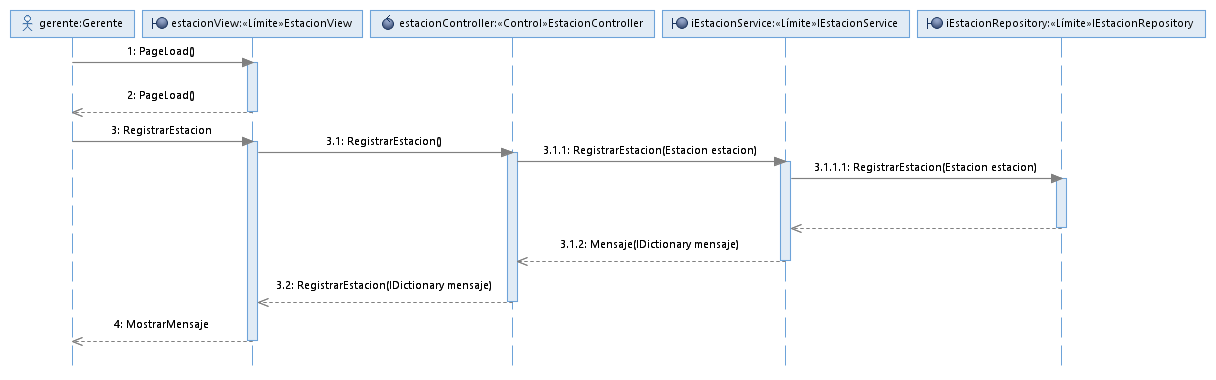 gerente:Gerente
estacionView:«Límite»EstacionView
estacionController:«Control»EstacionController
iEstacionService:«Límite»IEstacionService
iEstacionRepository:«Límite»IEstacionRepository
1: PageLoad()
2: PageLoad()
3: RegistrarEstacion
3.1: RegistrarEstacion()
3.1.1: RegistrarEstacion(Estacion estacion)
3.1.1.1: RegistrarEstacion(Estacion estacion)
3.1.2: Mensaje(IDictionary mensaje)
3.2: RegistrarEstacion(IDictionary mensaje)
4: MostrarMensaje